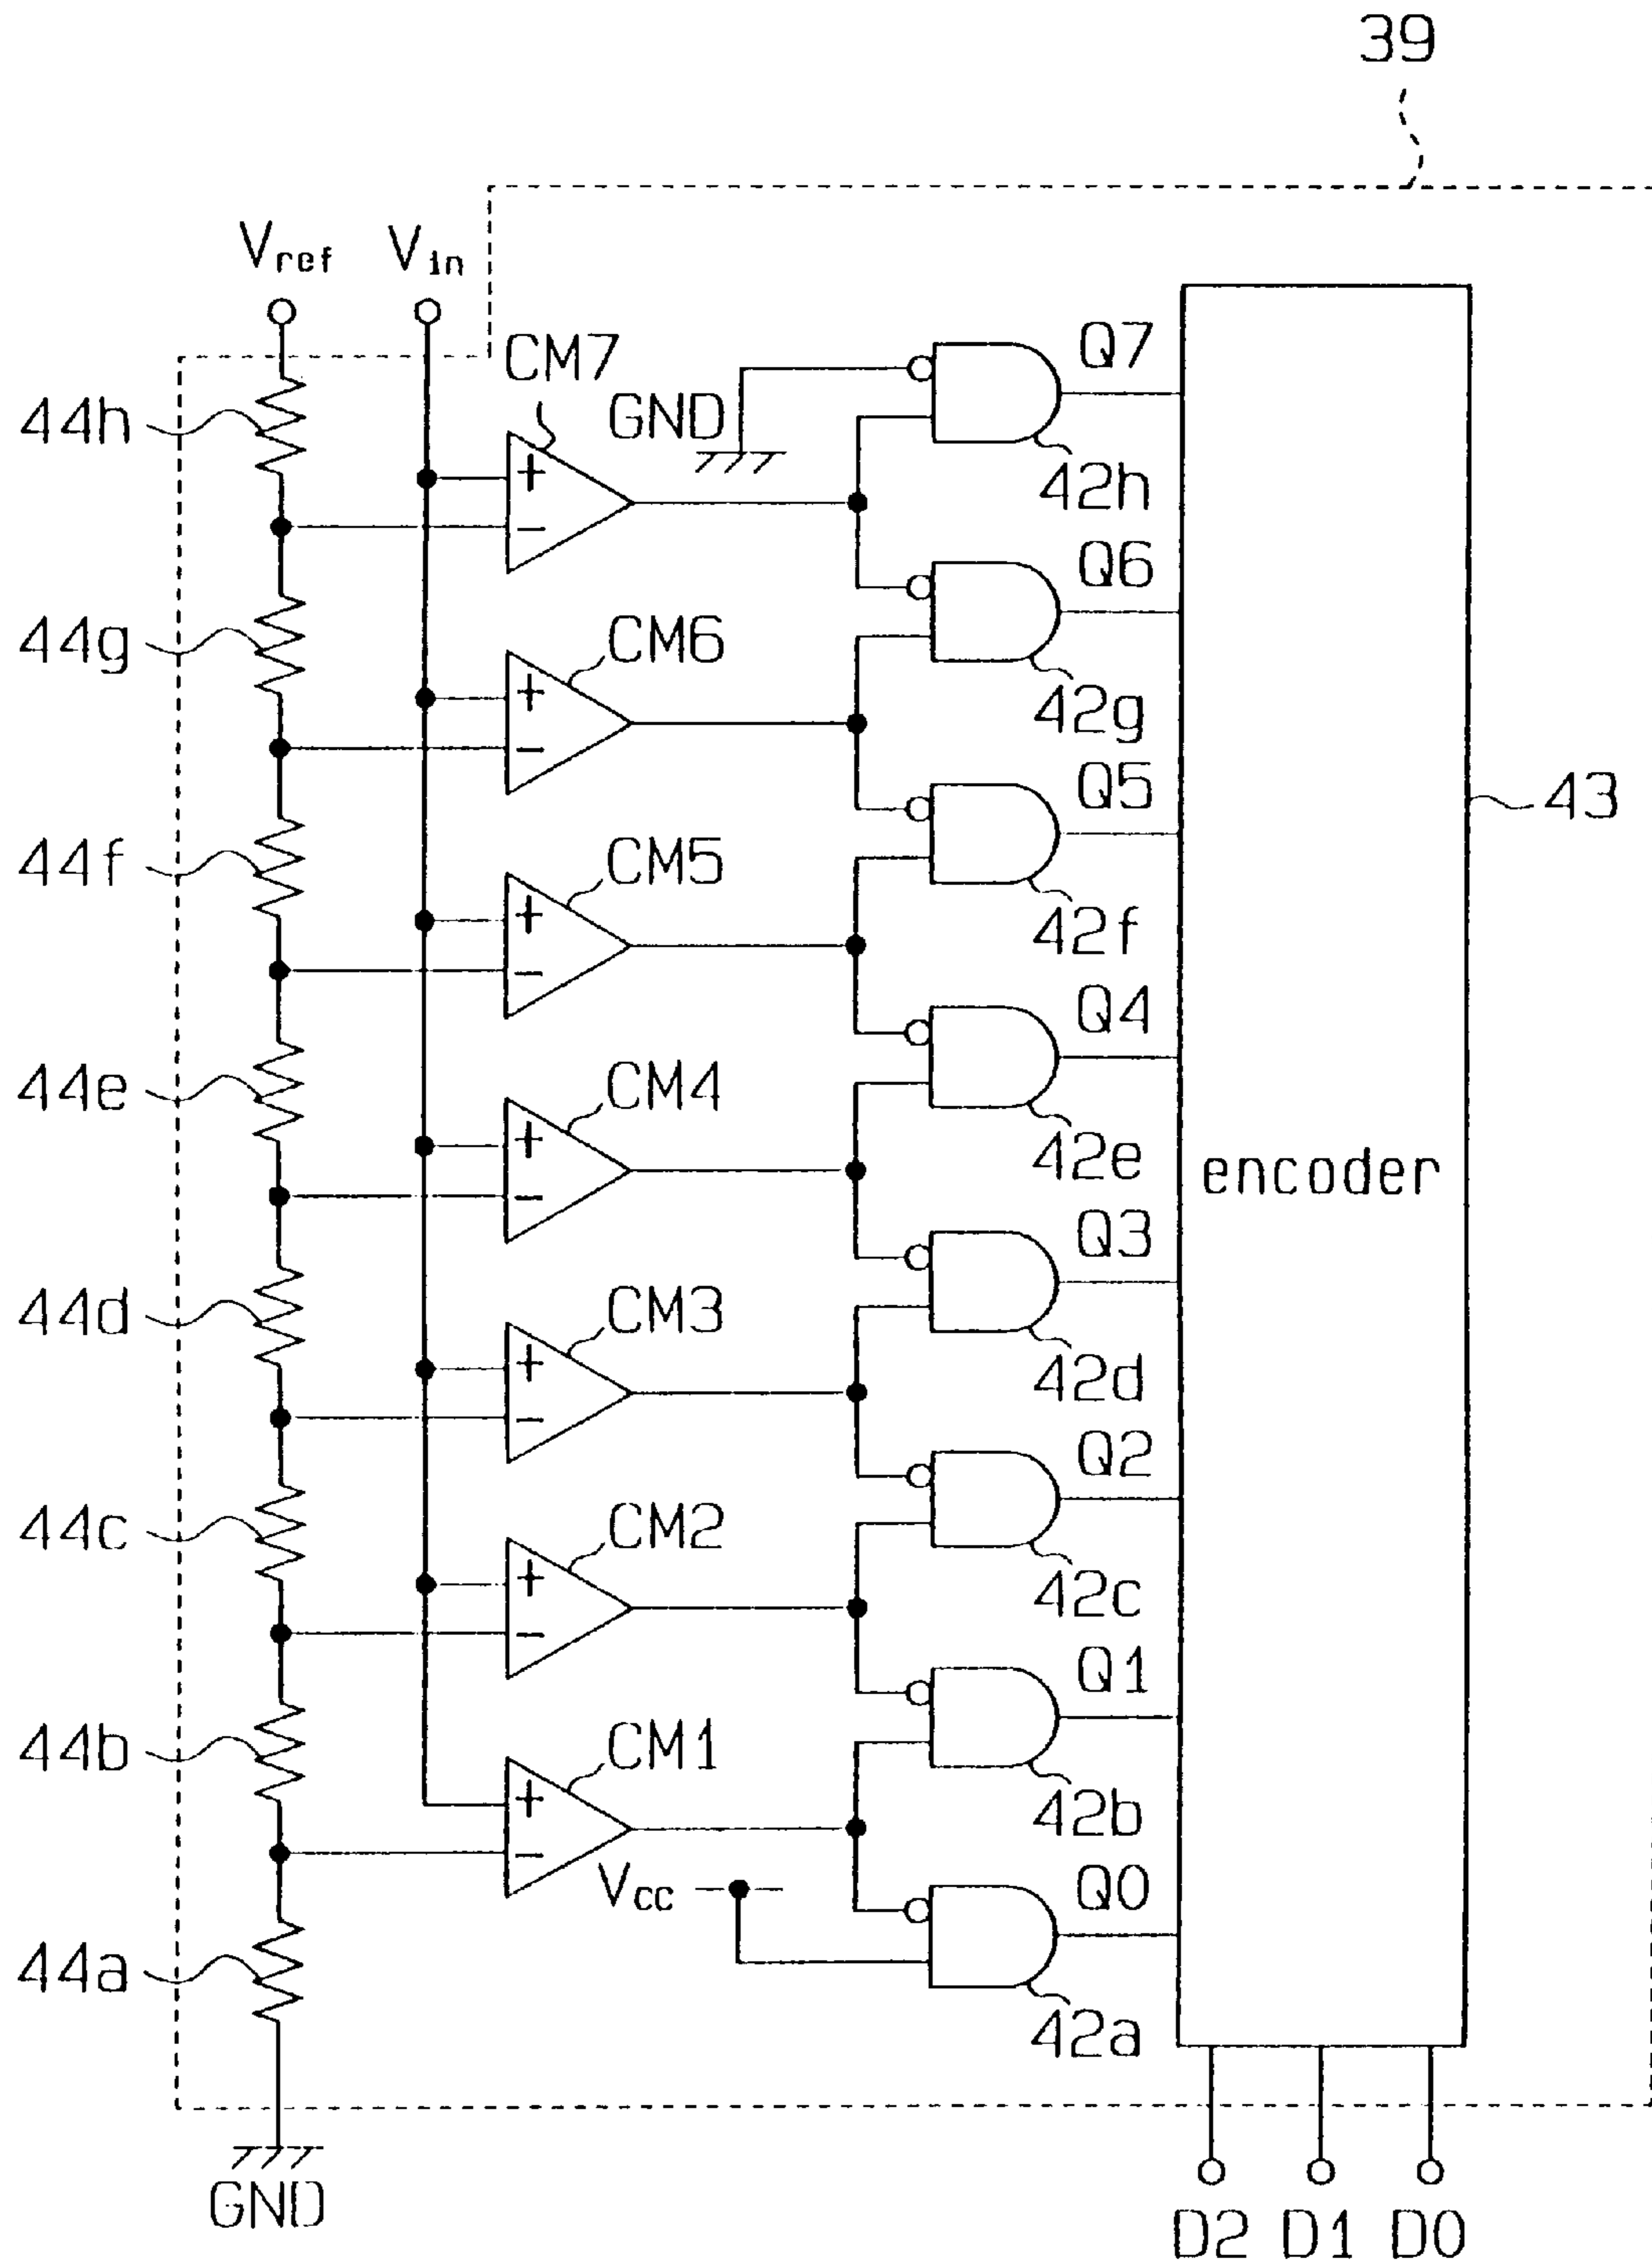 39
Vref Vin
CM7
GND
Q7
44h
42h
Q6
44g
CM6
42g
Q5
43
44f
CM5
42f
Q4
44e
CM4
42e
encoder
Q3
44d
CM3
42d
Q2
44c
CM2
42c
Q1
44b
CM1
42b
Vcc
Q0
44a
42a
GND
D2 D1 D0
+
−
+
−
+
−
+
−
+
−
+
−
+
−